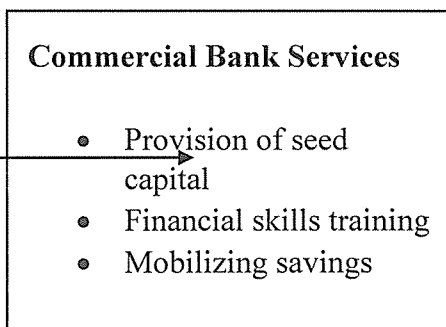 Commercial Bank Services
• Provision of seed
capital
• Financial skills training
• Mobilizing savings